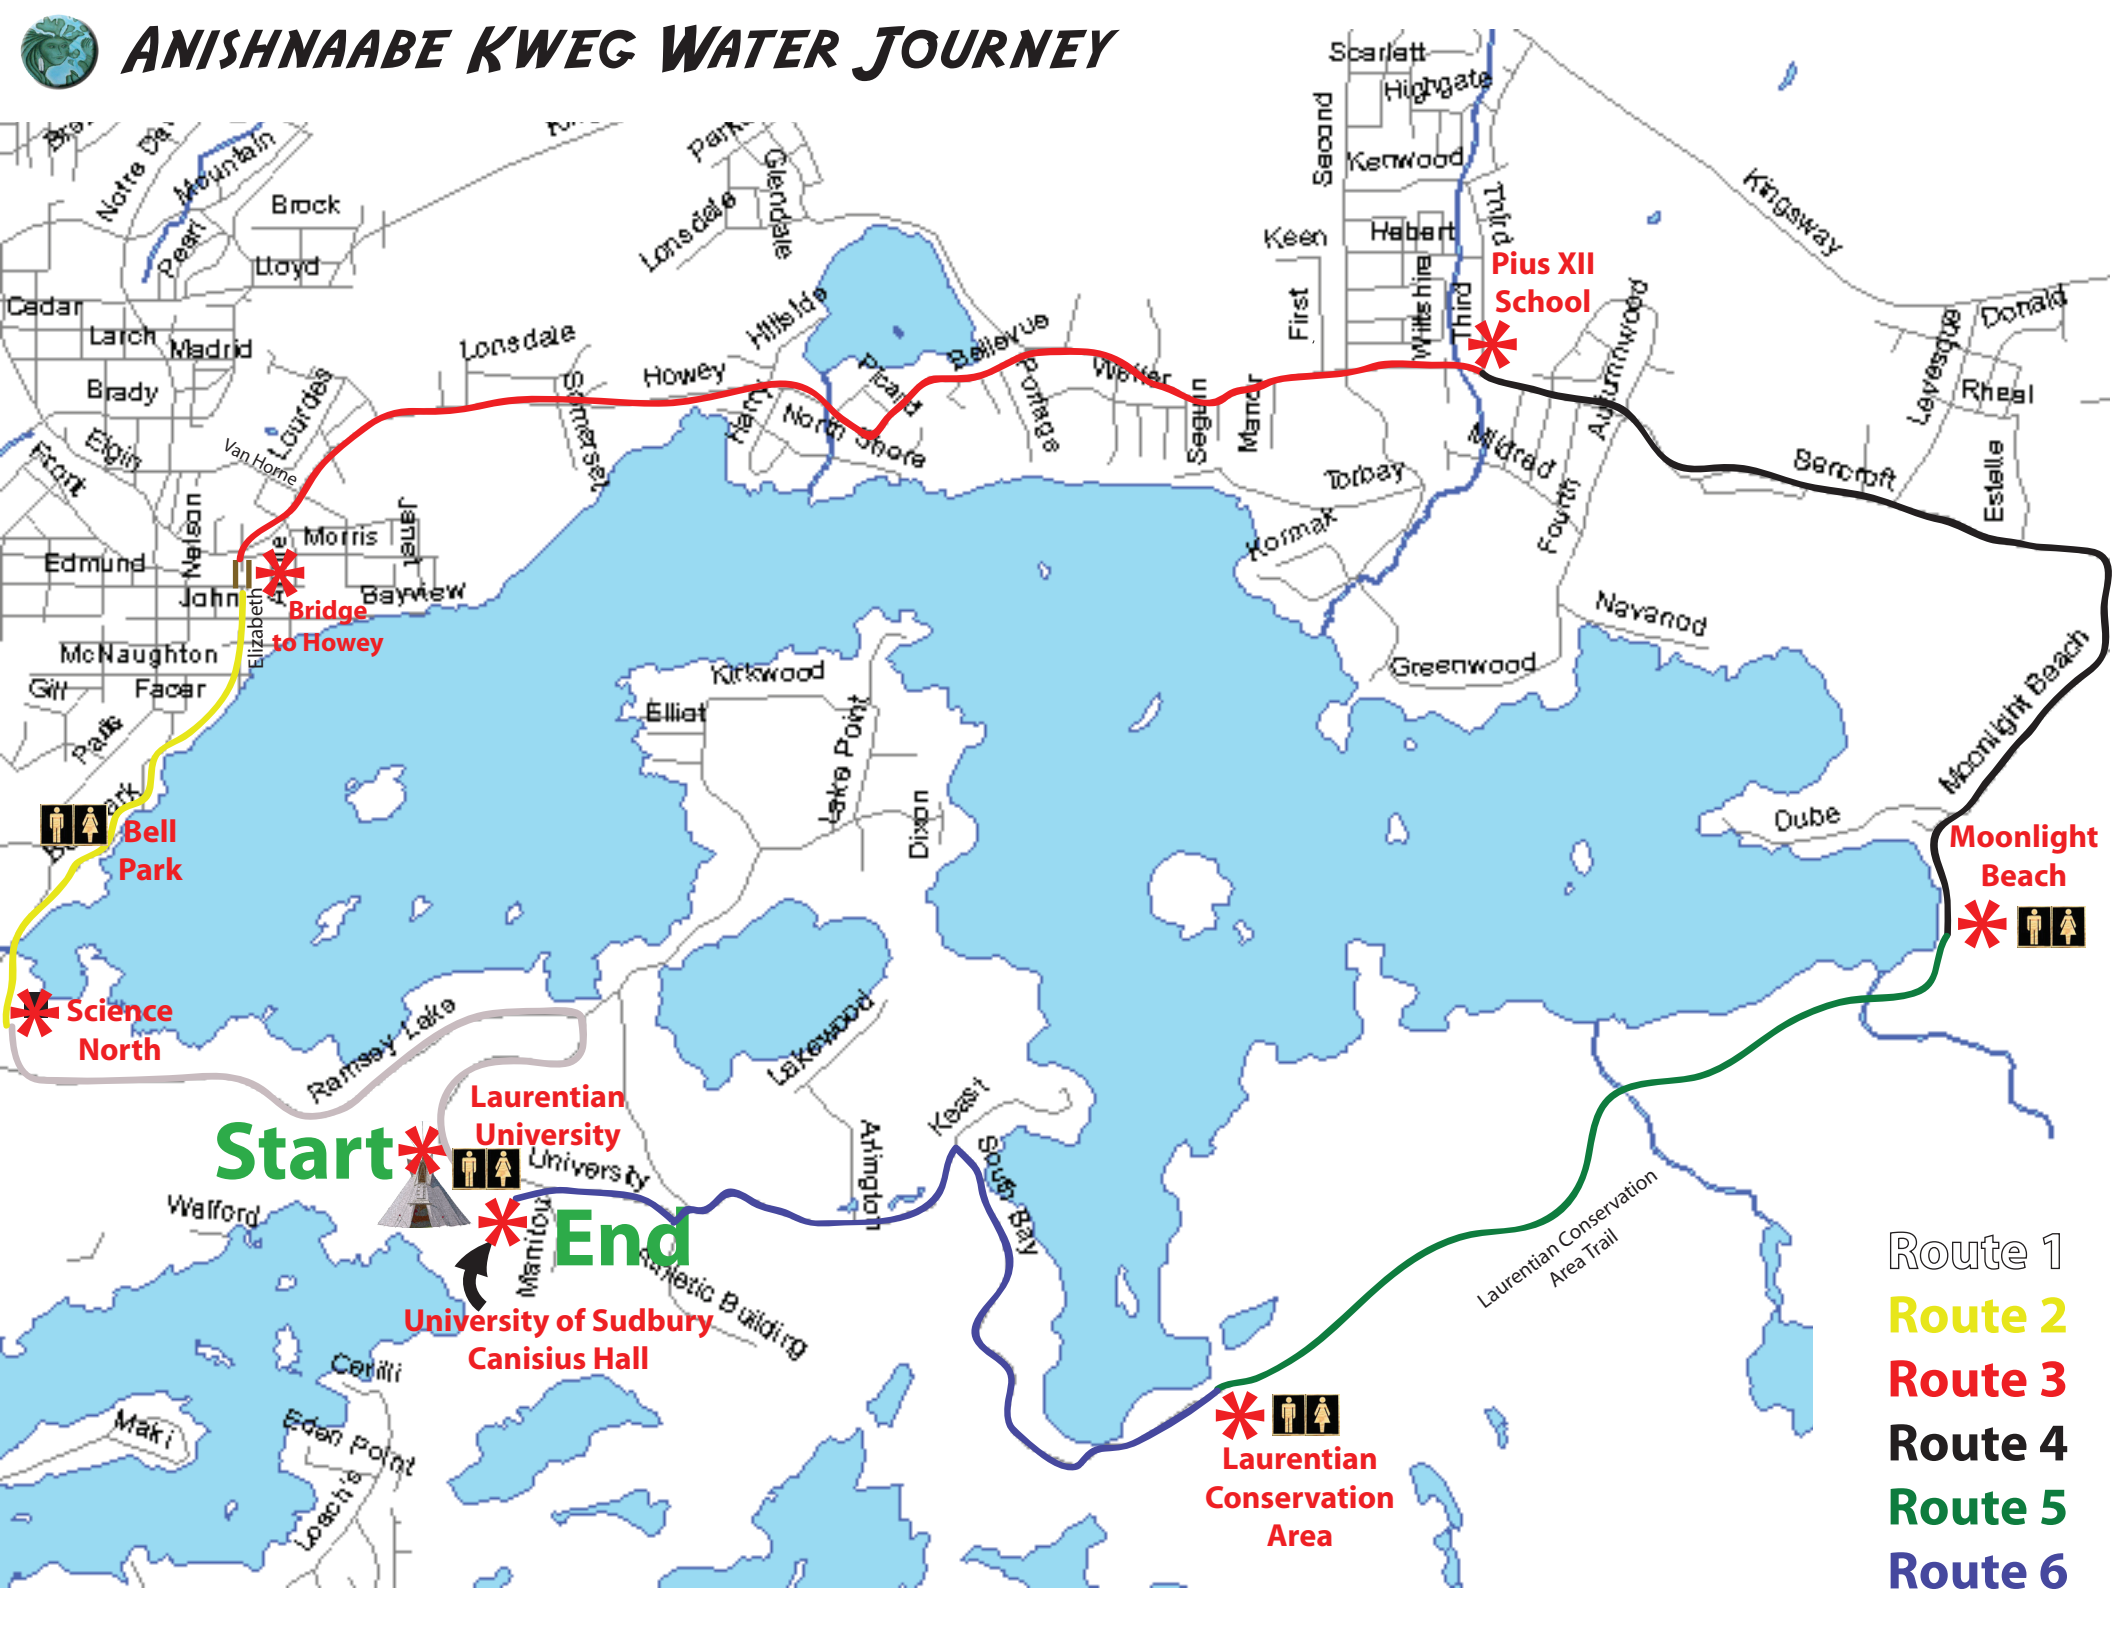 ANISHNAABE KWEG WATER JOURNEY
Scarlett
Highgate
Second
Kenwood
Third
Hebert
Keen
Kingsway
Notre Da
Mountain
Pearl
Brock
Lloyd
Park
Glendale
Lonsdale
Pius XII
School
Cedar
Larch
Madrid
Brady
Lonsdale
Hillside
Howey
Bellevue
First
Wiltshire
Third
Autumnwood
Levesque
Donald
Rheal
Elgin
Front
Van Horne
Lourdes
Somerset
Harry
North Shore
Picard
Portage
Weller
Seguin
Manor
Mildred
Torbay
Bancroft
Estelle
Nelson
Morris
Janet
Kormak
Fourth
Edmund
John
Elizabeth
Bayview
Bridge
to Howey
Navanod
McNaughton
Gill
Facer
Kirkwood
Greenwood
Moonlight Beach
Paris
Elliot
Lake Point
Dixon
Dube
Bell
Park
Moonlight
Beach
Science
North
Ramsey Lake
Lakewood
Laurentian
University
Keast
Start
University
Arlington
South Bay
Walford
Manitou
End
Laurentian Conservation
Area Trail
Athletic Building
University of Sudbury
Canisius Hall
Cerilli
Maki
Eden Point
Loach's
Laurentian
Conservation
Area
Route 1
Route 2
Route 3
Route 4
Route 5
Route 6